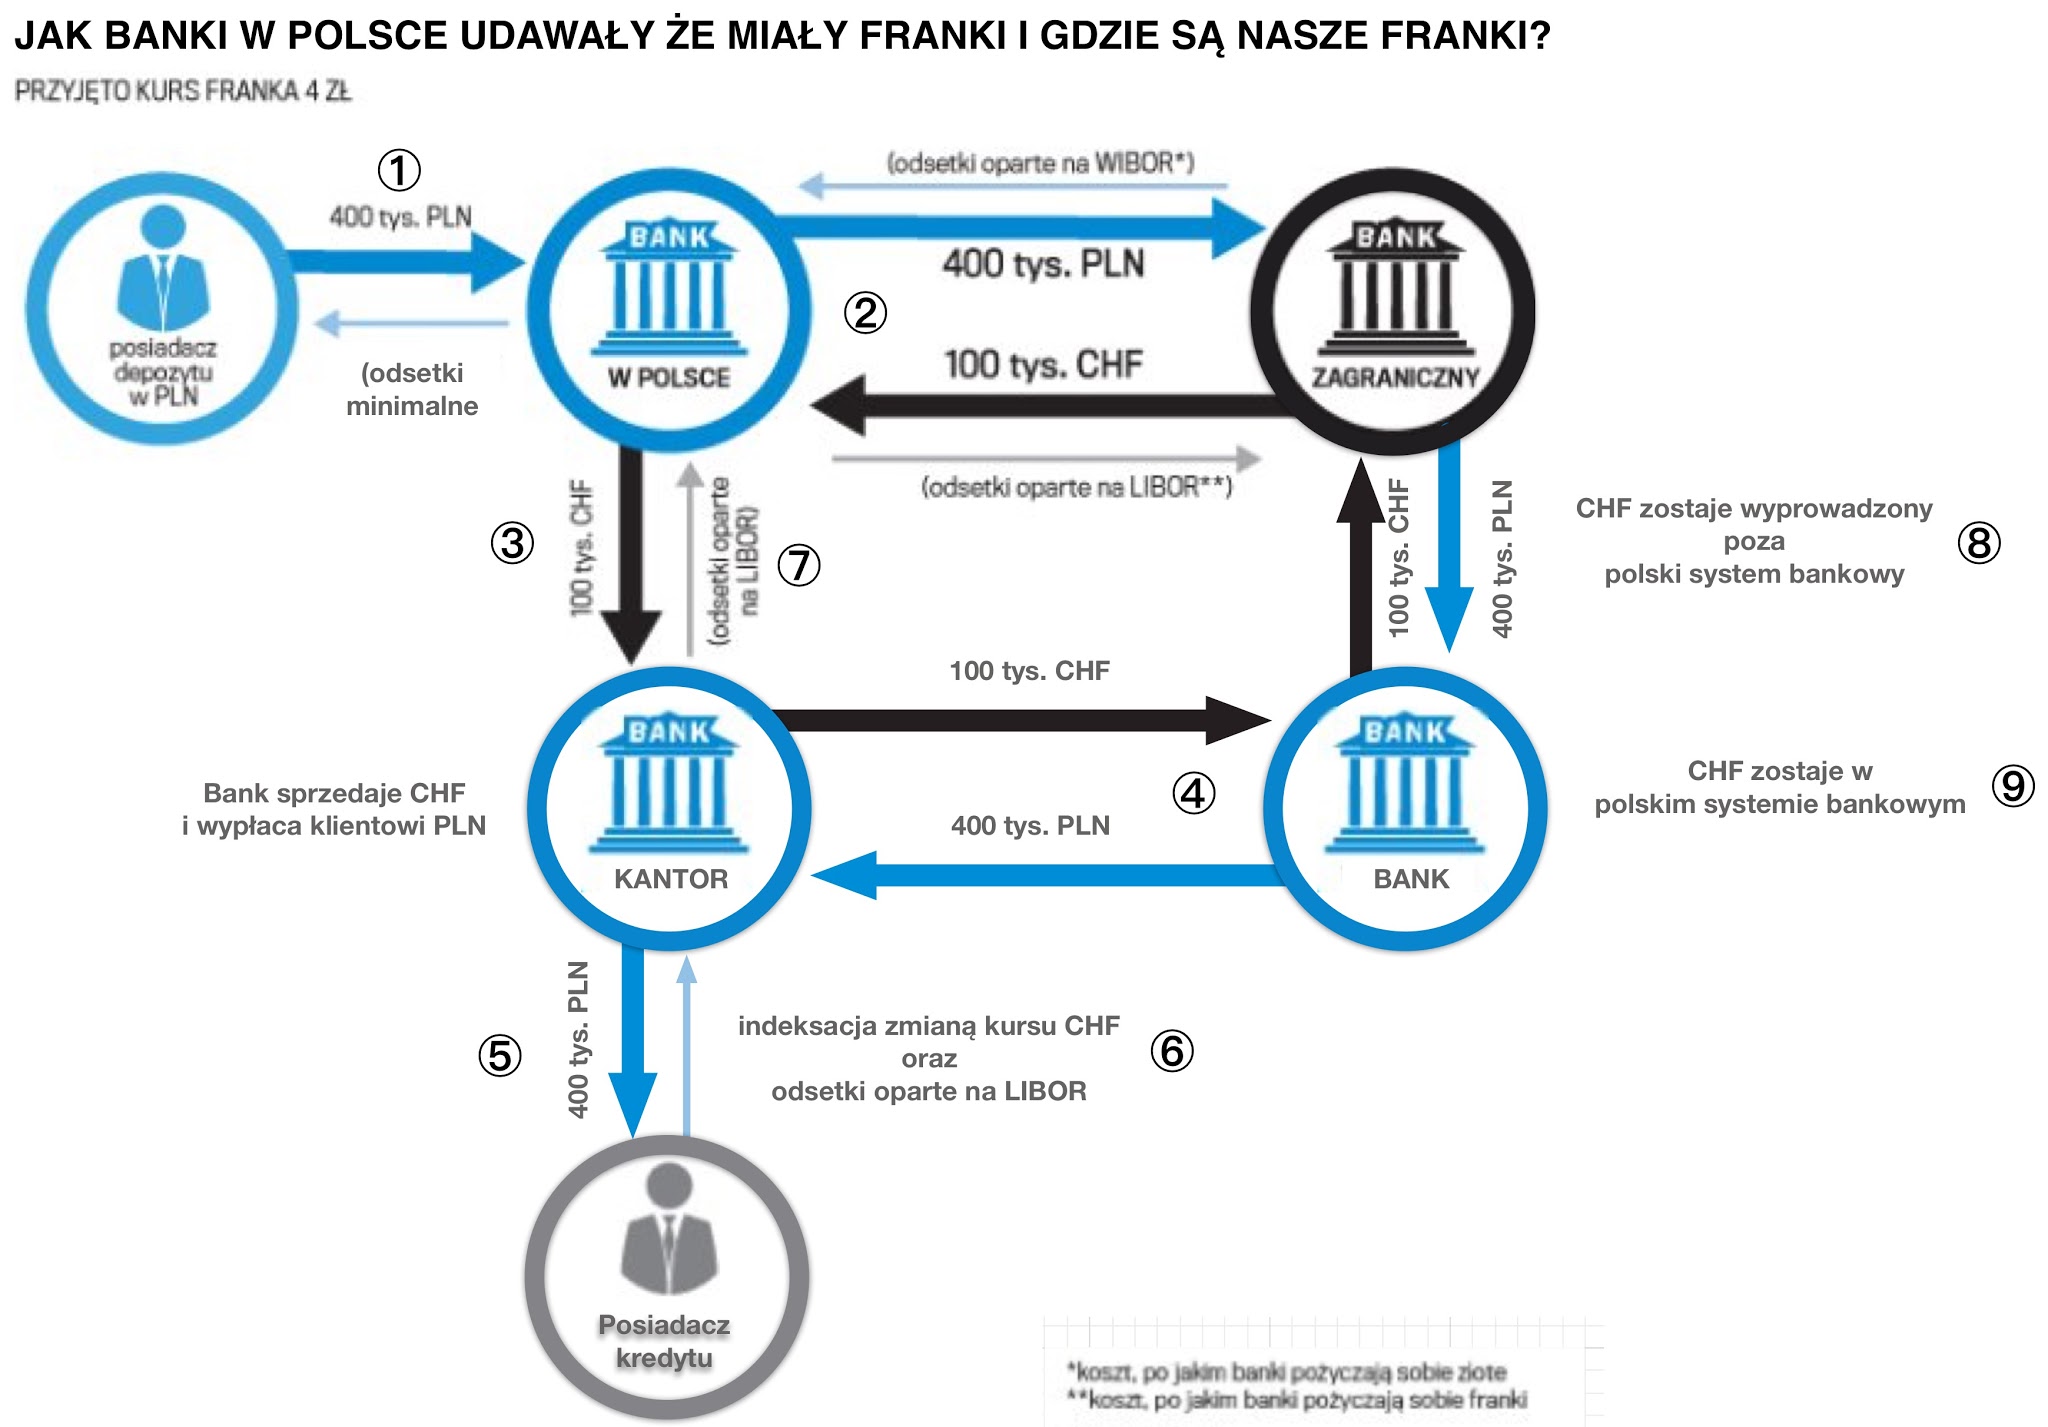 JAK BANKI W POLSCE UDAWAŁY ŻE MIAŁY FRANKI I GDZIE SĄ NASZE FRANKI?
PRZYJĘTO KURS FRANKA 4 ZŁ
①
400 tys. PLN
(odsetki oparte na WIBOR*)
400 tys. PLN
BANK
W POLSCE
BANK
ZAGRANICZNY
posiadacz
depozytu
w PLN
(odsetki
minimalne
②
100 tys. CHF
(odsetki oparte na LIBOR**)
③
100 tys. CHF
(odsetki oparte
na LIBOR)
⑦
100 tys. CHF
400 tys. PLN
CHF zostaje wyprowadzony
poza
polski system bankowy
⑧
100 tys. CHF
Bank sprzedaje CHF
i wypłaca klientowi PLN
BANK
KANTOR
④
400 tys. PLN
BANK
BANK
CHF zostaje w
polskim systemie bankowym
⑨
⑤
400 tys. PLN
indeksacja zmianą kursu CHF
oraz
odsetki oparte na LIBOR
⑥
Posiadacz
kredytu
*koszt, po jakim banki pożyczają sobie złote
**koszt, po jakim banki pożyczają sobie franki